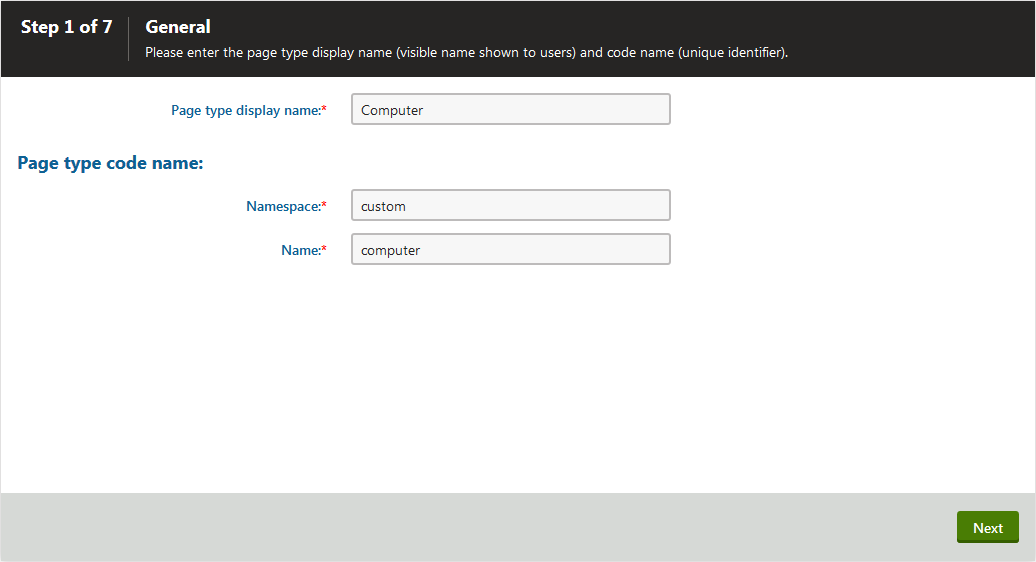 Step 1 of 7
General
Please enter the page type display name (visible name shown to users) and code name (unique identifier).
Page type display name:* Computer
Page type code name:
Namespace:* custom
Name:* computer
Next